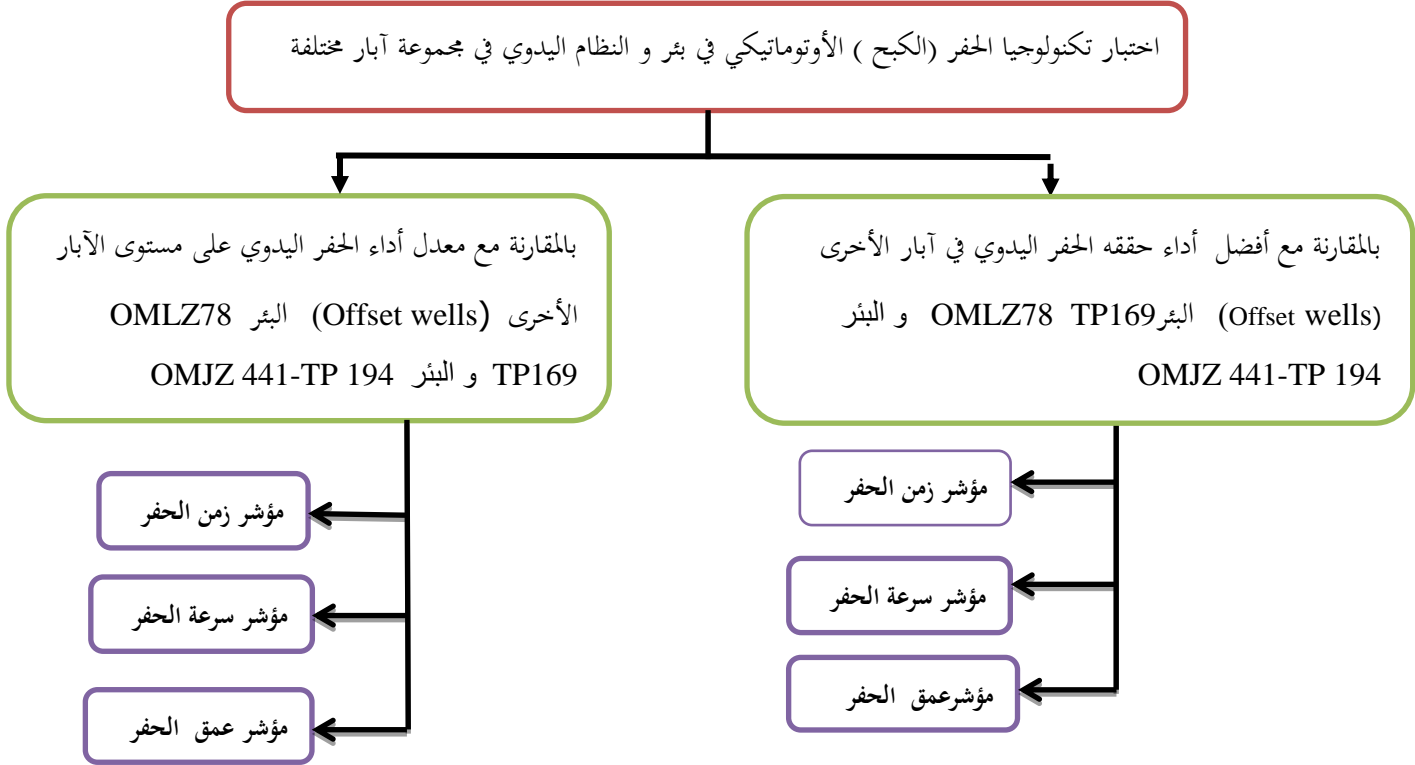 اختبار تكنولوجيا الحفر (الكبح ) الأوتوماتيكي في بئر و النظام اليدوي في مجموعة آبار مختلفة
بالمقارنة مع أفضل أداء حققه الحفر اليدوي في آبار الأخرى
(Offset wells) البئر OMLZ78 TP169 و البئر
OMJZ 441-TP 194
مؤشر زمن الحفر
مؤشر سرعة الحفر
مؤشرعمق الحفر
بالمقارنة مع معدل أداء الحفر اليدوي على مستوى الآبار
الأخرى (Offset wells) البئر OMLZ78
TP169 و البئر OMJZ 441-TP 194
مؤشر زمن الحفر
مؤشر سرعة الحفر
مؤشر عمق الحفر